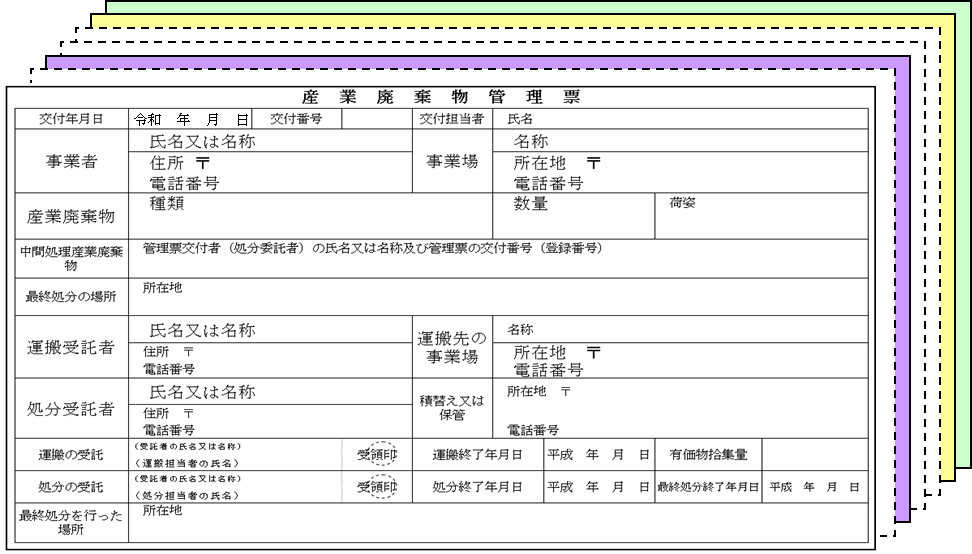 産業廃棄物管理票
交付年月日 令和 年 月 日 交付番号 交付担当者 氏名
事業者 氏名又は名称 事業場 名称
住所 〒 所在地 〒
電話番号 電話番号
産業廃棄物 種類 数量 荷姿
中間処理産業廃棄物 管理票交付者（処分委託者）の氏名又は名称及び管理票の交付番号（登録番号）
最終処分の場所 所在地
運搬受託者 氏名又は名称 運搬先の事業場 名称
住所 〒 所在地 〒
電話番号 電話番号
処分受託者 氏名又は名称 積替え又は保管 所在地 〒
住所 〒
電話番号 電話番号
運搬の受託 （受託者の氏名又は名称） 受領印 運搬終了年月日 平成 年 月 日 有価物拾集量
（運搬担当者の氏名）
処分の受託 （受託者の氏名又は名称） 受領印 処分終了年月日 平成 年 月 日 最終処分終了年月日 平成 年 月 日
（処分担当者の氏名）
最終処分を行った場所 所在地